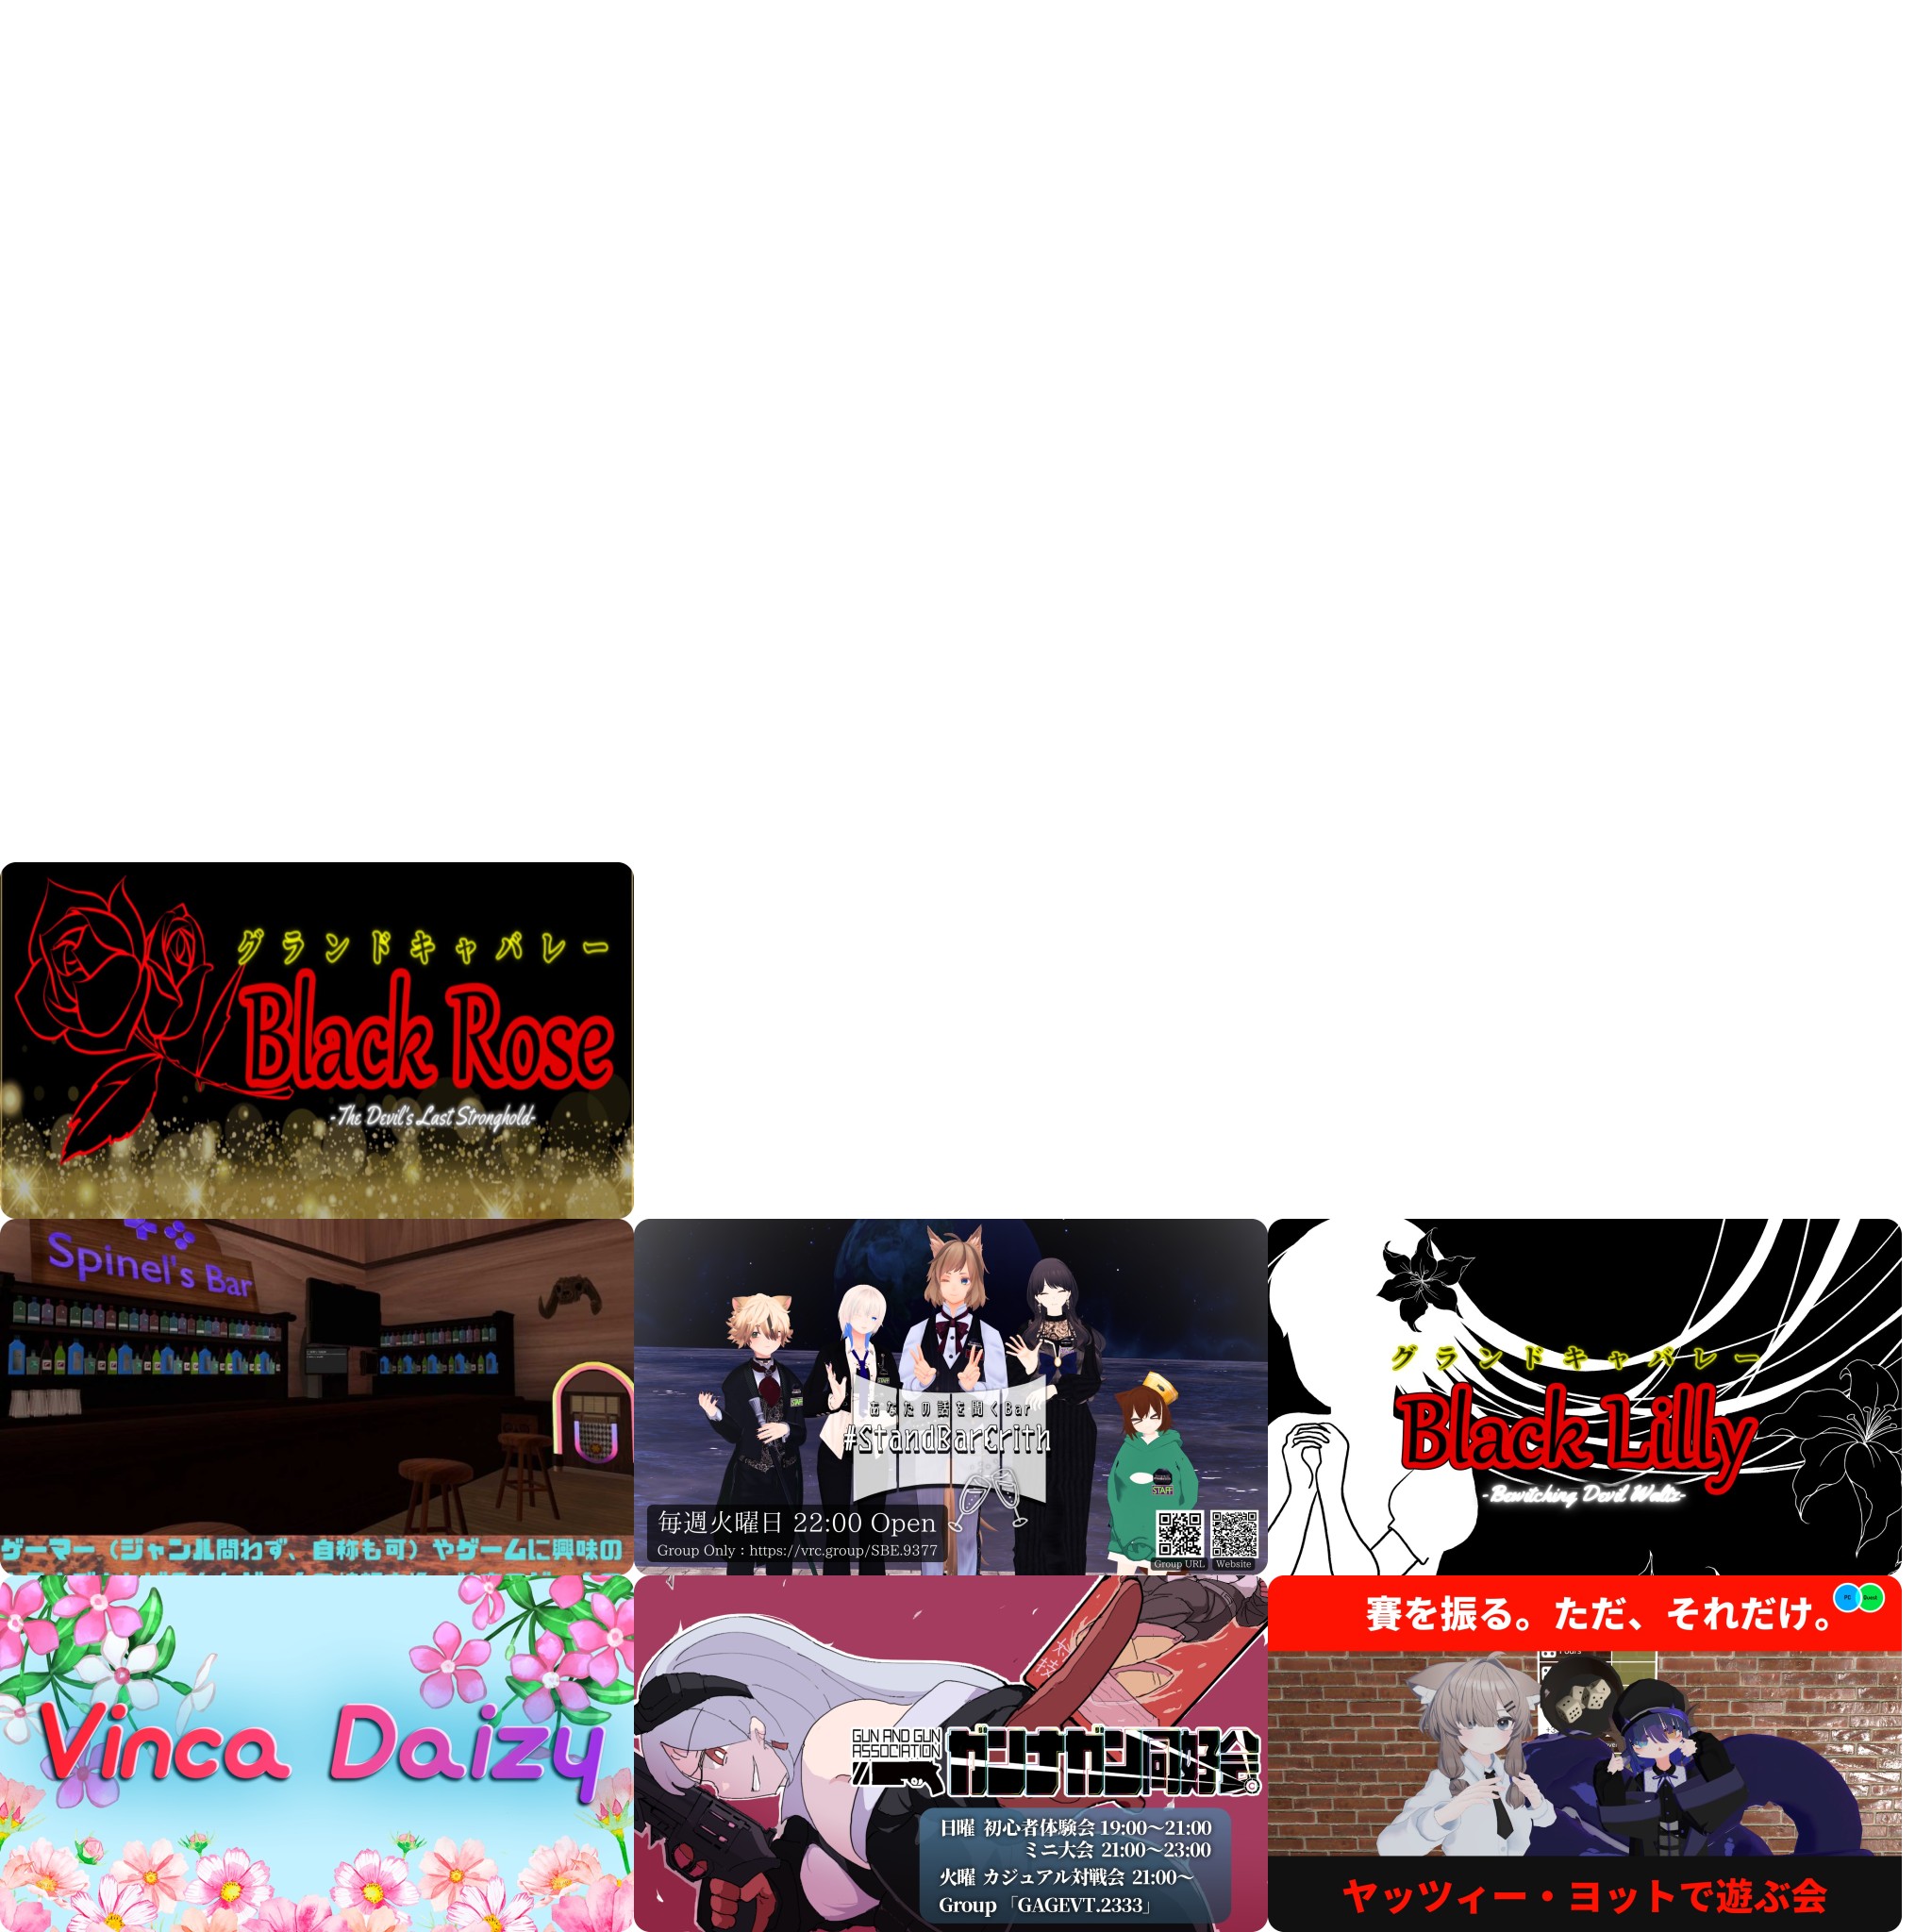 グランドキャバレー
Black Rose
-The Devil's Last Stronghold-
Spinel's Bar
ゲーマー（ジャンル問わず、自称も可）やゲームに興味の
あなたの話を聞くBar
#StandBarErith
STAFF
毎週火曜日 22:00 Open
Group Only : https://vrc.group/SBE.9377
Group URL
Website
グランドキャバレー
Black Lilly
-Bewitching Devil Waltz-
Vinca Daizy
GUN AND GUN
ASSOCIATION
ガンナガン同好会
日曜 初心者体験会 19:00〜21:00
ミニ大会 21:00〜23:00
火曜 カジュアル対戦会 21:00〜
Group「GAGEVT.2333」
賽を振る。ただ、それだけ。
PC
Quest
ヤッツィー・ヨットで遊ぶ会